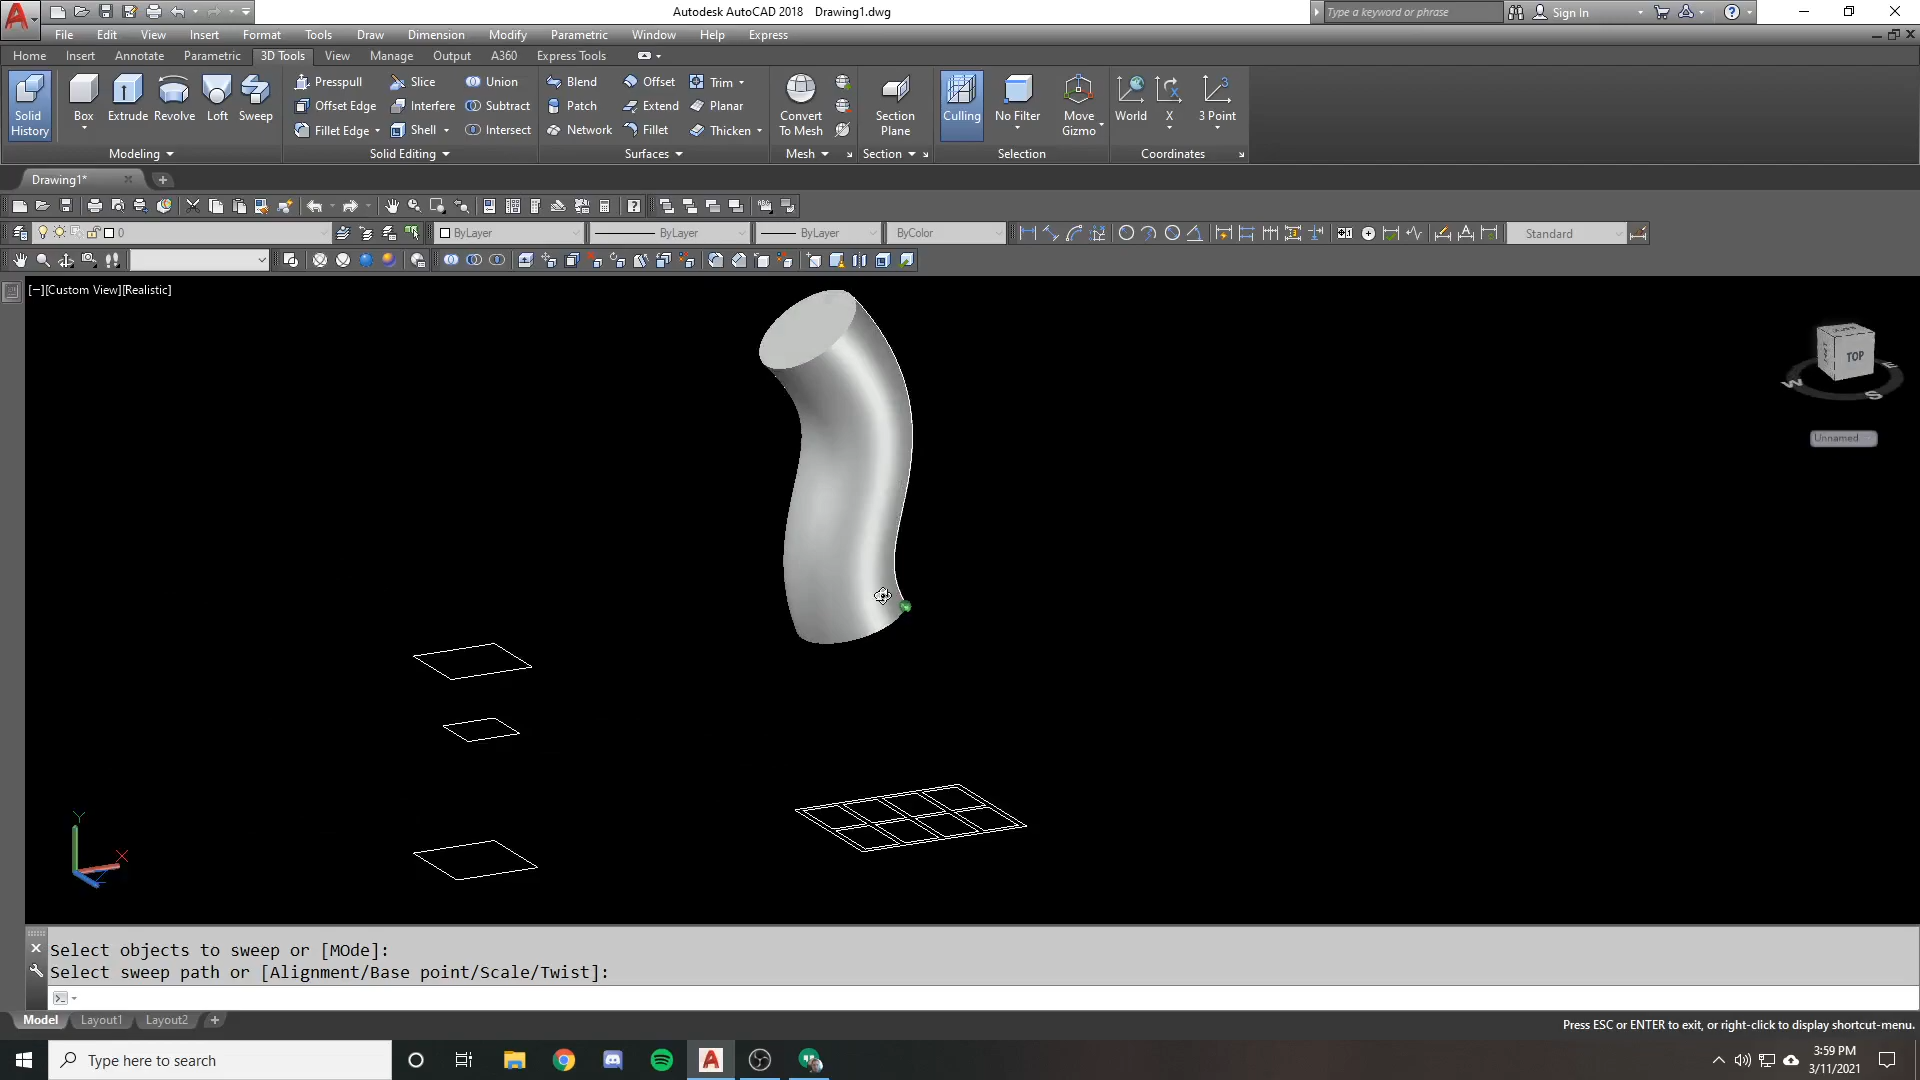 Autodesk AutoCAD 2018 Drawing1.dwg
Type a keyword or phrase
Sign In
File Edit View Insert Format Tools Draw Dimension Modify Parametric Window Help Express
Home Insert Annotate Parametric 3D Tools View Manage Output A360 Express Tools
Solid History
Box
Extrude
Revolve
Loft
Sweep
Modeling
Presspull
Offset Edge
Fillet Edge
Slice
Interfere
Shell
Union
Subtract
Intersect
Solid Editing
Blend
Patch
Network
Offset
Extend
Fillet
Trim
Planar
Thicken
Surfaces
Convert To Mesh
Mesh
Section Plane
Section
Culling
No Filter
Move Gizmo
Selection
World
X
3 Point
Coordinates
Drawing1*
0
ByLayer
ByLayer
ByLayer
ByColor
Standard
[−][Custom View][Realistic]
TOP
W
S
E
Unnamed
Y
X
Z
Select objects to sweep or [MOde]:
Select sweep path or [Alignment/Base point/Scale/Twist]:
Model Layout1 Layout2
Press ESC or ENTER to exit, or right-click to display shortcut-menu.
Type here to search
3:59 PM
3/11/2021